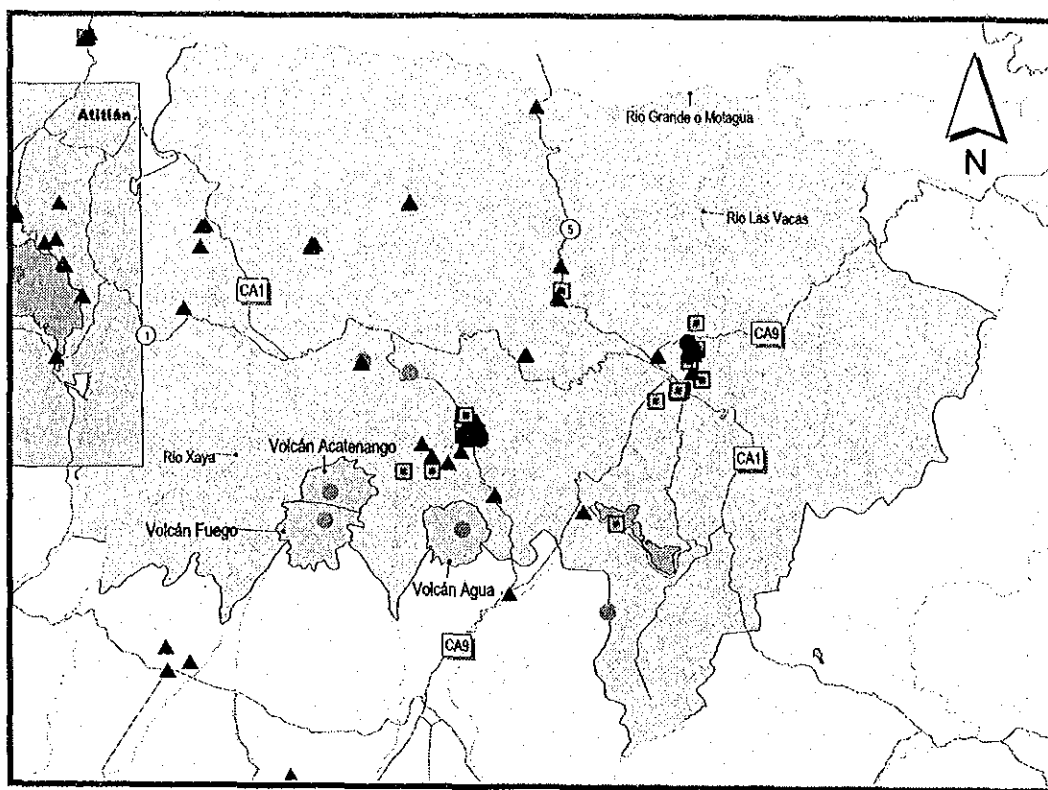 Atitlán
Río Grande o Motagua
N
Río Las Vacas
5
CA1
1
CA9
Río Xaya
Volcán Acatenango
CA1
Volcán Fuego
Volcán Agua
CA9